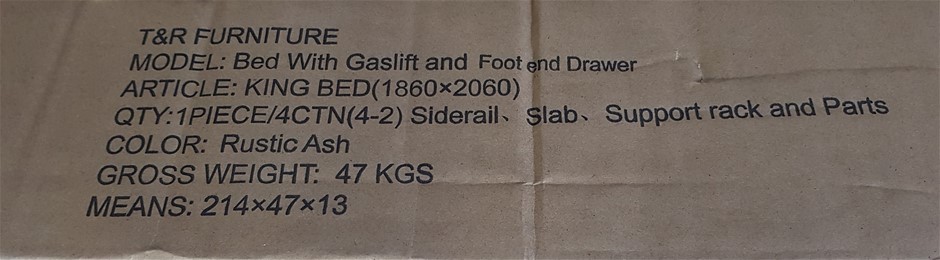 T&R FURNITURE
MODEL: Bed With Gaslift and Foot end Drawer
ARTICLE: KING BED(1860×2060)
QTY:1PIECE/4CTN(4-2) Siderail、 Slab、 Support rack and Parts
COLOR: Rustic Ash
GROSS WEIGHT: 47 KGS
MEANS: 214×47×13